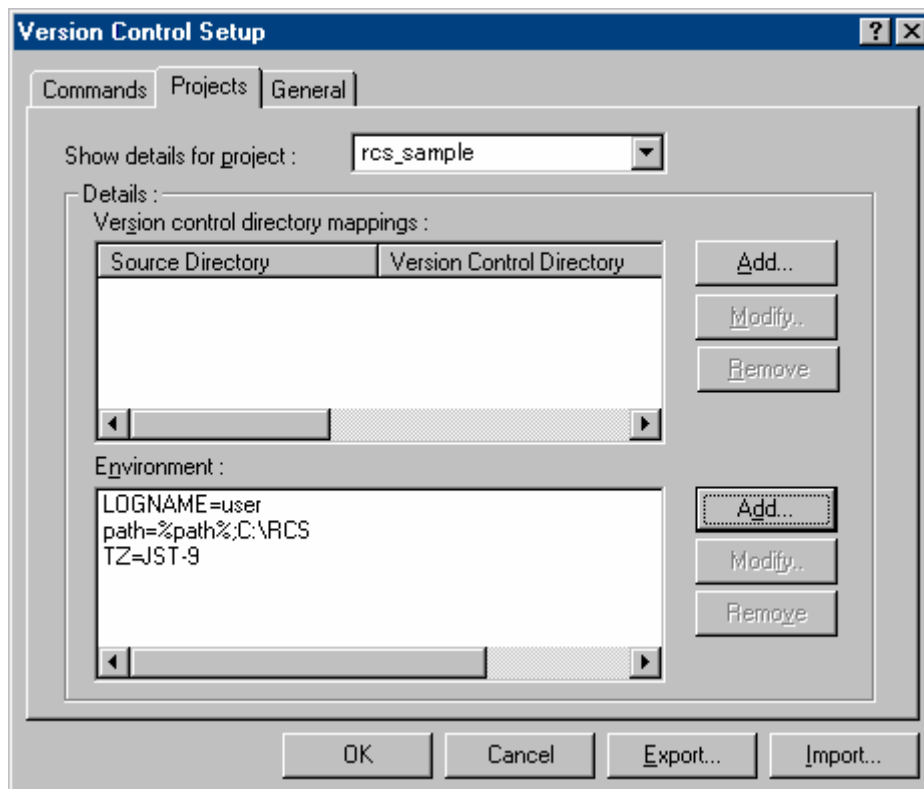 Version Control Setup
Commands Projects General
Show details for project : rcs_sample
Details :
Version control directory mappings :
Source Directory Version Control Directory
Add...
Modify..
Remove
Environment :
LOGNAME=user
path=%path%;C:\RCS
TZ=JST-9
Add...
Modify..
Remove
OK Cancel Export... Import...